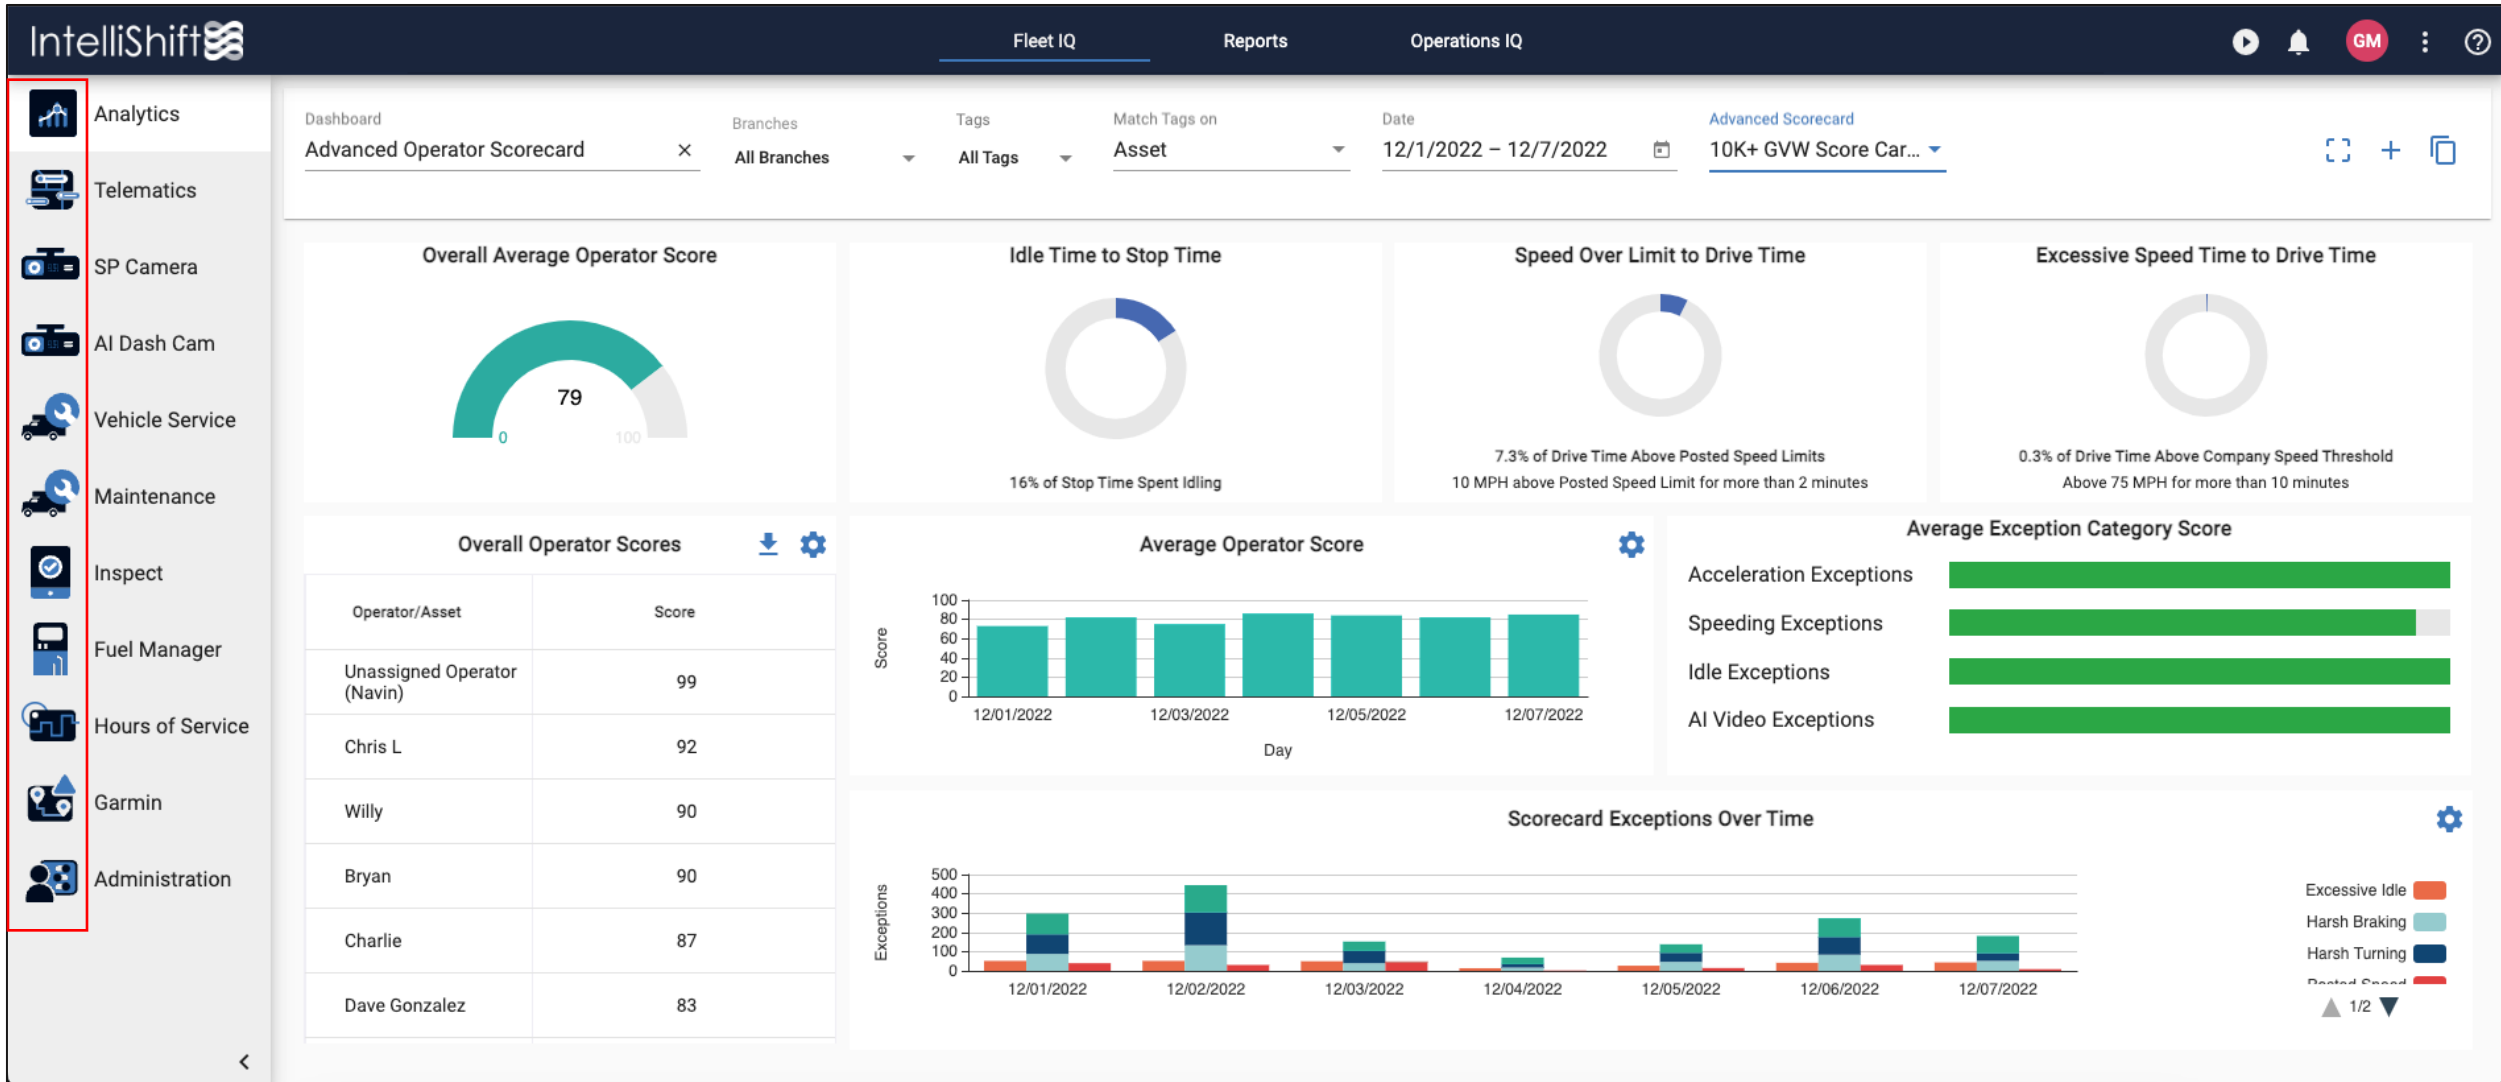 IntelliShift
Fleet IQ
Reports
Operations IQ
GM
Analytics
Telematics
SP Camera
AI Dash Cam
Vehicle Service
Maintenance
Inspect
Fuel Manager
Hours of Service
Garmin
Administration
Dashboard
Advanced Operator Scorecard
Branches
All Branches
Tags
All Tags
Match Tags on
Asset
Date
12/1/2022 – 12/7/2022
Advanced Scorecard
10K+ GVW Score Car...
Overall Average Operator Score
79
0
100
Idle Time to Stop Time
16% of Stop Time Spent Idling
Speed Over Limit to Drive Time
7.3% of Drive Time Above Posted Speed Limits
10 MPH above Posted Speed Limit for more than 2 minutes
Excessive Speed Time to Drive Time
0.3% of Drive Time Above Company Speed Threshold
Above 75 MPH for more than 10 minutes
Overall Operator Scores
Operator/Asset Score
Unassigned Operator
(Navin) 99
Chris L 92
Willy 90
Bryan 90
Charlie 87
Dave Gonzalez 83
Average Operator Score
Score
100
80
60
40
20
0
12/01/2022 12/03/2022 12/05/2022 12/07/2022
Day
Average Exception Category Score
Acceleration Exceptions
Speeding Exceptions
Idle Exceptions
AI Video Exceptions
Scorecard Exceptions Over Time
Exceptions
500
400
300
200
100
0
12/01/2022 12/02/2022 12/03/2022 12/04/2022 12/05/2022 12/06/2022 12/07/2022
Excessive Idle
Harsh Braking
Harsh Turning
Posted Speed
1/2